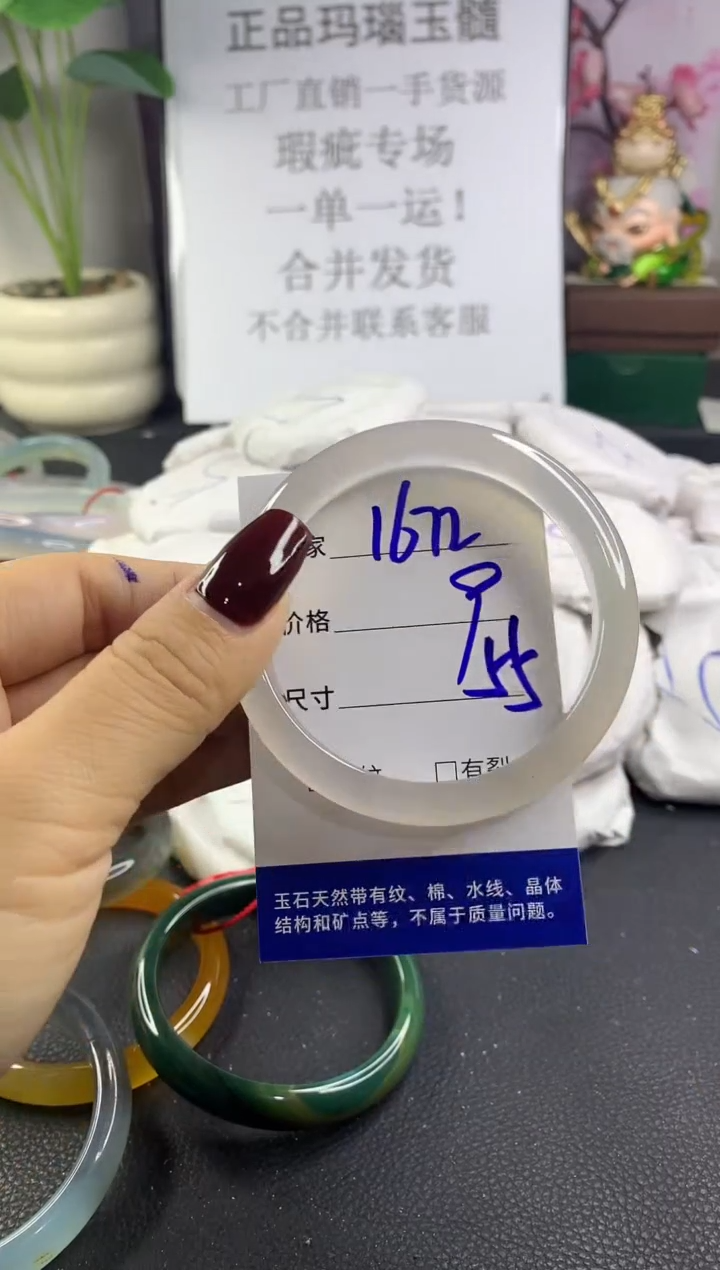 正品玛瑙玉髓
工厂直销一手货源
瑕疵专场
一单一运！
合并发货
不合并联系客服
家
价格
尺寸
55
纹 □有裂
玉石天然带有纹、棉、水线、晶体
结构和矿点等，不属于质量问题。